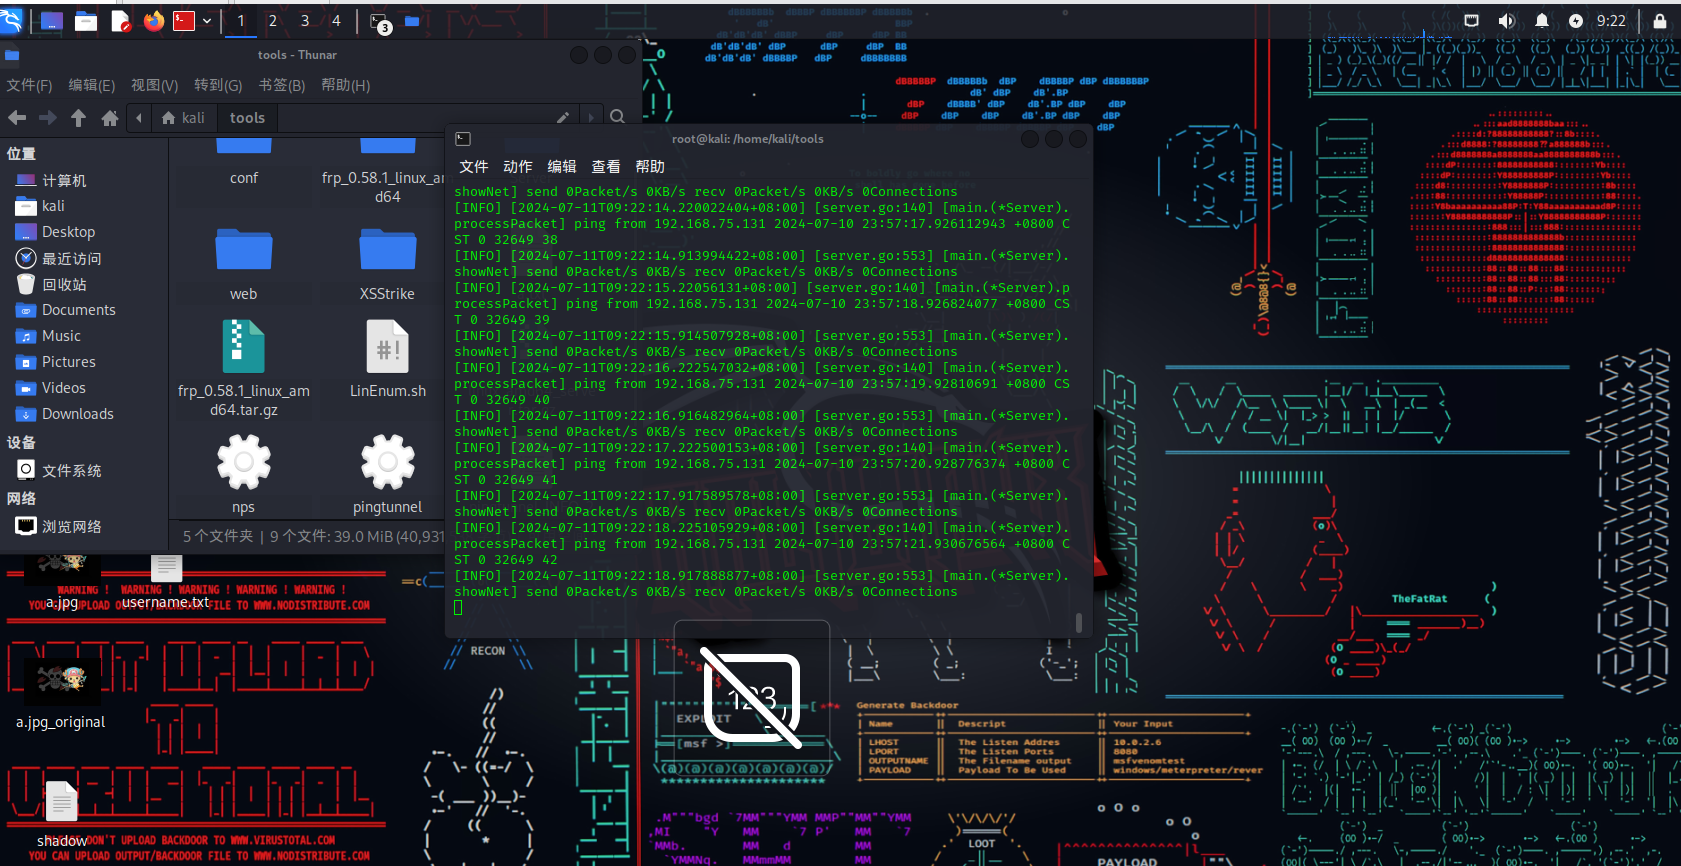 1 2 3 4 3 9:22
tools - Thunar
文件(F) 编辑(E) 视图(V) 转到(G) 书签(B) 帮助(H)
kali tools
位置
计算机
kali
Desktop
最近访问
回收站
Documents
Music
Pictures
Videos
Downloads
设备
文件系统
网络
浏览网络
conf
frp_0.58.1_linux_amd64
web
XSStrike
frp_0.58.1_linux_am
d64.tar.gz
LinEnum.sh
nps
pingtunnel
5 个文件夹 | 9 个文件: 39.0 MiB (40,931
root@kali: /home/kali/tools
文件 动作 编辑 查看 帮助
showNet] send 0Packet/s 0KB/s recv 0Packet/s 0KB/s 0Connections
[INFO] [2024-07-11T09:22:14.220022404+08:00] [server.go:140] [main.(*Server).
processPacket] ping from 192.168.75.131 2024-07-10 23:57:17.926112943 +0800 C
ST 0 32649 38
[INFO] [2024-07-11T09:22:14.913994422+08:00] [server.go:553] [main.(*Server).
showNet] send 0Packet/s 0KB/s recv 0Packet/s 0KB/s 0Connections
[INFO] [2024-07-11T09:22:15.22056131+08:00] [server.go:140] [main.(*Server).p
rocessPacket] ping from 192.168.75.131 2024-07-10 23:57:18.926824077 +0800 CS
T 0 32649 39
[INFO] [2024-07-11T09:22:15.914507928+08:00] [server.go:553] [main.(*Server).
showNet] send 0Packet/s 0KB/s recv 0Packet/s 0KB/s 0Connections
[INFO] [2024-07-11T09:22:16.222547032+08:00] [server.go:140] [main.(*Server).
processPacket] ping from 192.168.75.131 2024-07-10 23:57:19.92810691 +0800 CS
T 0 32649 40
[INFO] [2024-07-11T09:22:16.916482964+08:00] [server.go:553] [main.(*Server).
showNet] send 0Packet/s 0KB/s recv 0Packet/s 0KB/s 0Connections
[INFO] [2024-07-11T09:22:17.222500153+08:00] [server.go:140] [main.(*Server).
processPacket] ping from 192.168.75.131 2024-07-10 23:57:20.928776374 +0800 C
ST 0 32649 41
[INFO] [2024-07-11T09:22:17.917589578+08:00] [server.go:553] [main.(*Server).
showNet] send 0Packet/s 0KB/s recv 0Packet/s 0KB/s 0Connections
[INFO] [2024-07-11T09:22:18.225105929+08:00] [server.go:140] [main.(*Server).
processPacket] ping from 192.168.75.131 2024-07-10 23:57:21.930676564 +0800 C
ST 0 32649 42
[INFO] [2024-07-11T09:22:18.917888877+08:00] [server.go:553] [main.(*Server).
showNet] send 0Packet/s 0KB/s recv 0Packet/s 0KB/s 0Connections
WARNING ! WARNING ! WARNING ! WARNING ! WARNING !
FILE TO WWW.NODISTRIBUTE.COM
a.jpg
username.txt
a.jpg_original
shadow
DON'T UPLOAD BACKDOOR TO WWW.VIRUSTOTAL.COM
YOU CAN UPLOAD OUTPUT/BACKDOOR FILE TO WWW.NODISTRIBUTE.COM
RECON
123
EXPLOIT
[msf >]
TheFatRat
Generate Backdoor
Name Descript Your Input
LHOST The Listen Addres 10.0.2.6
LPORT The Listen Ports 8080
OUTPUTNAME The Filename output msfvenomtest
PAYLOAD Payload To Be Used windows/meterpreter/rever
LOOT
PAYLOAD